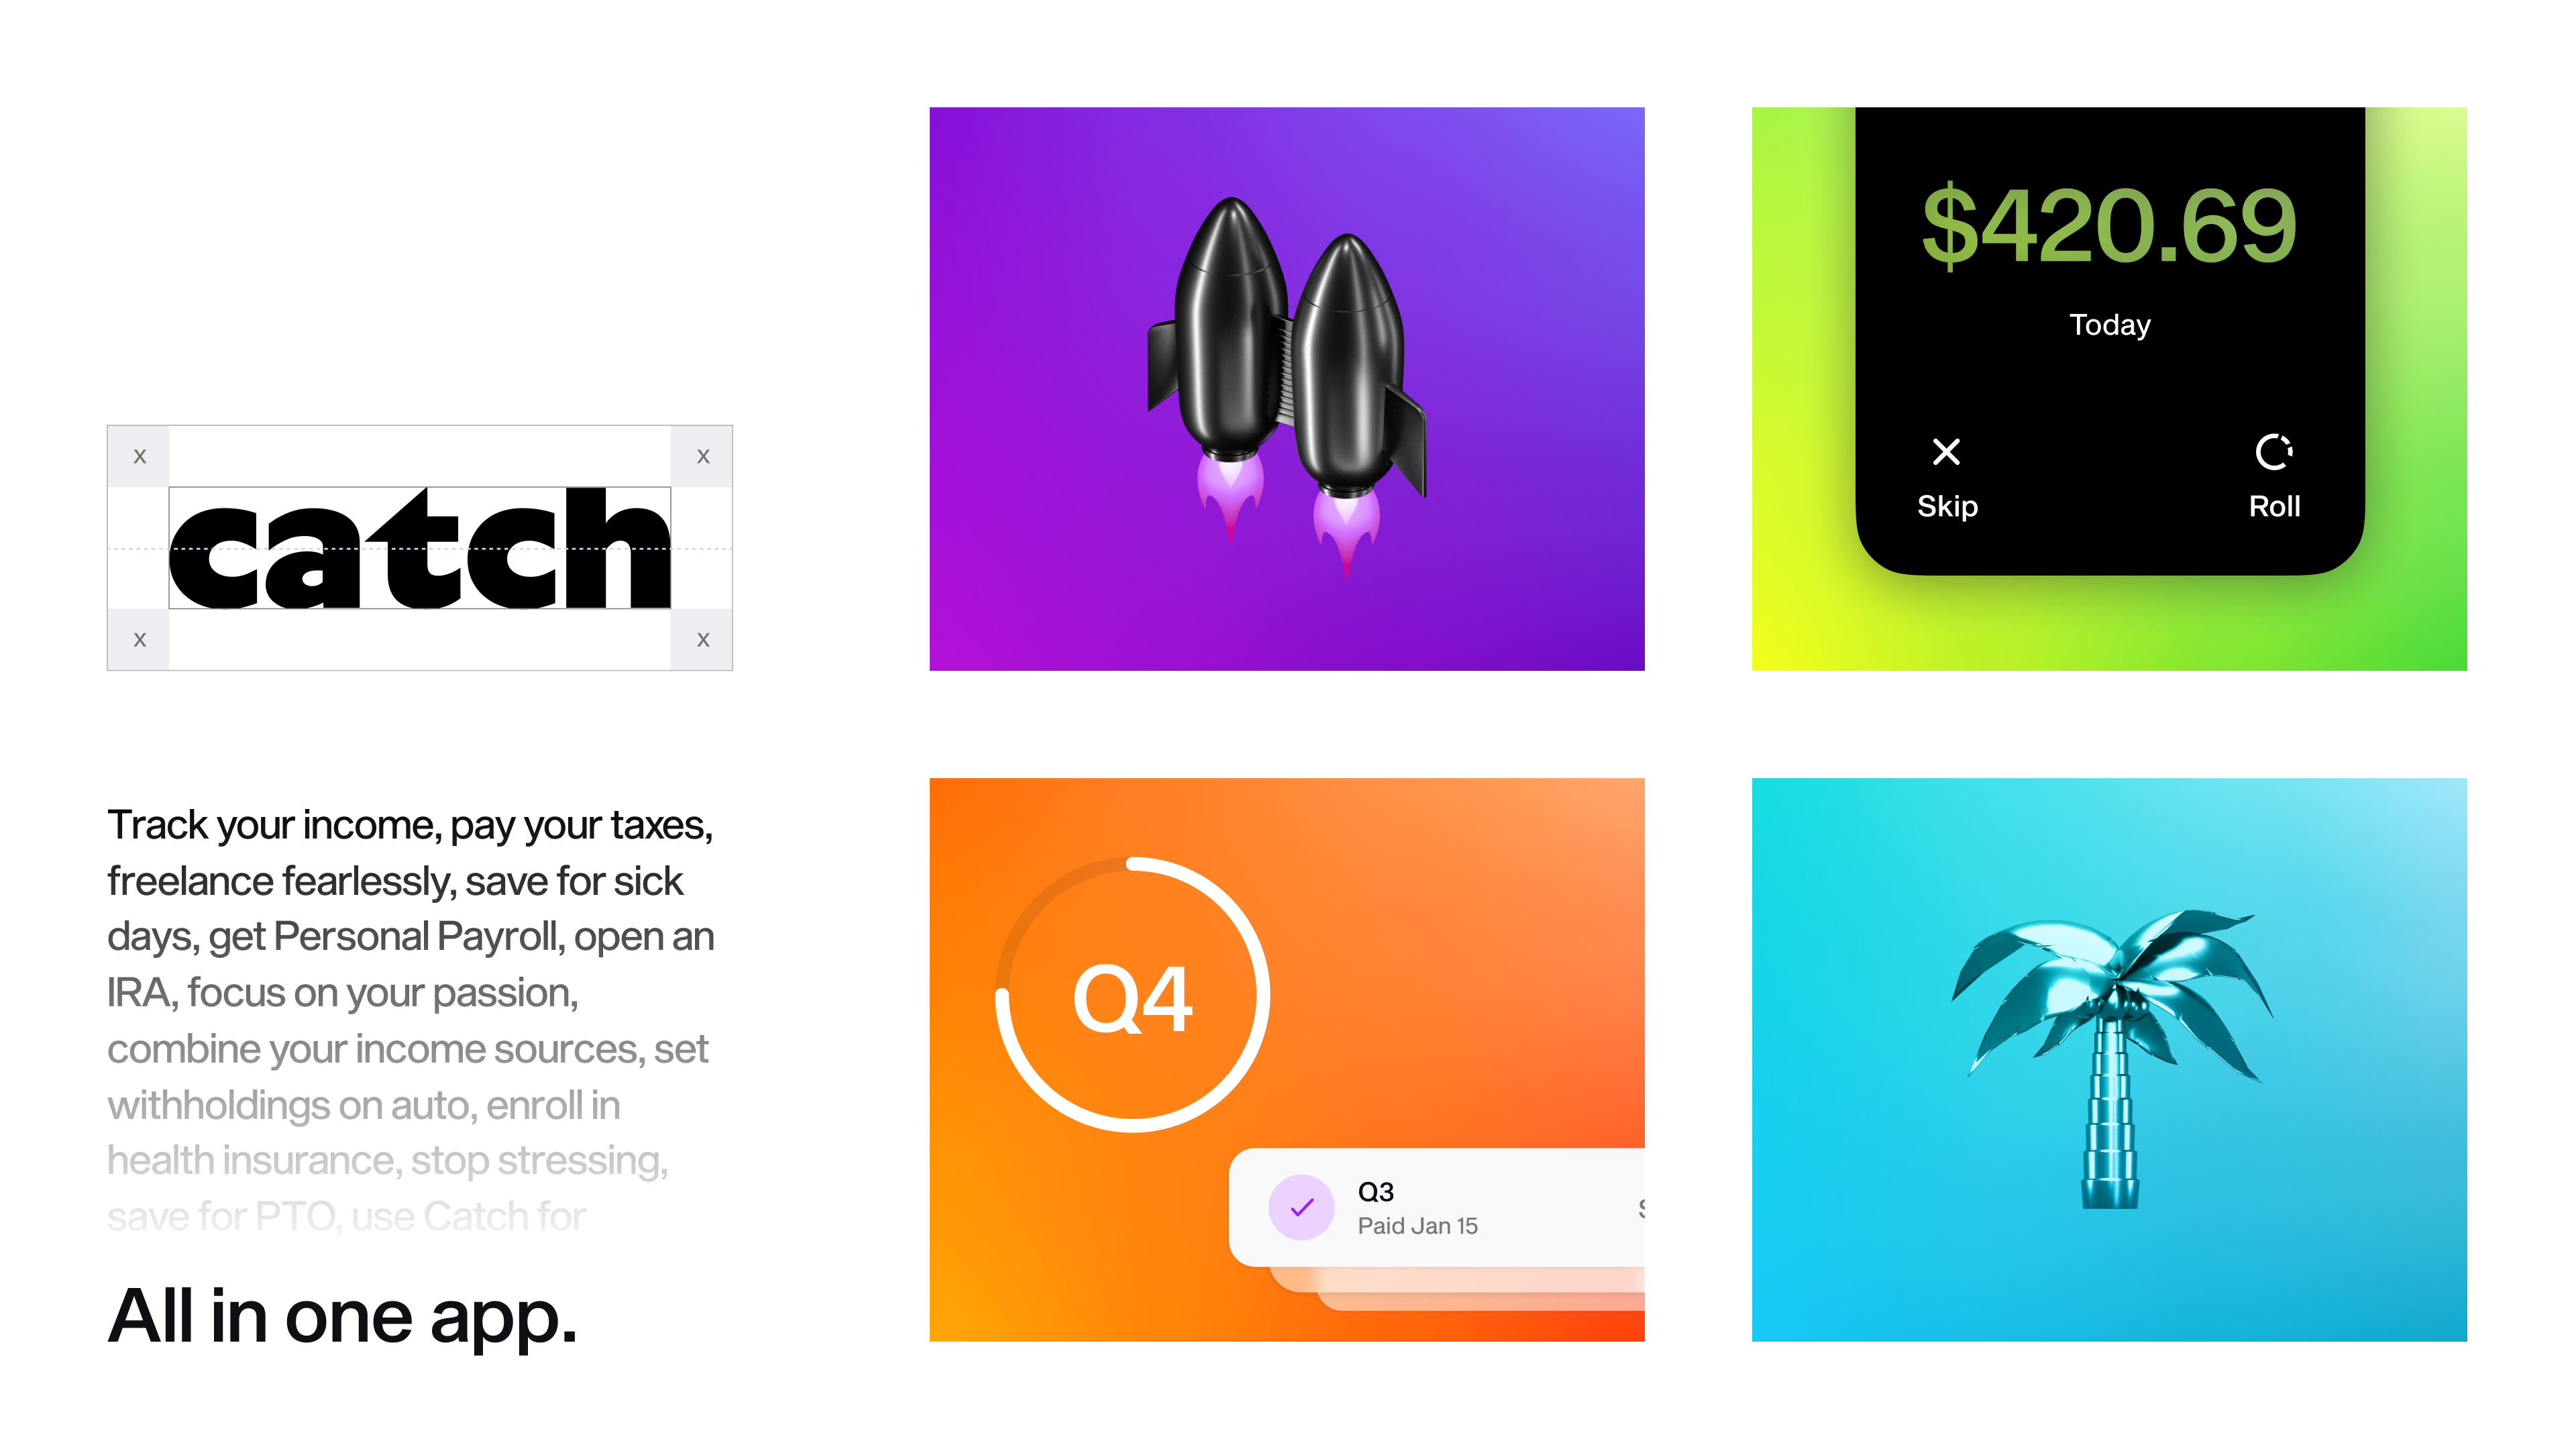 x x
catch
x x
Track your income, pay your taxes,
freelance fearlessly, save for sick
days, get Personal Payroll, open an
IRA, focus on your passion,
combine your income sources, set
withholdings on auto, enroll in
health insurance, stop stressing,
save for PTO, use Catch for
All in one app.
$420.69
Today
Skip Roll
Q4
Q3
Paid Jan 15